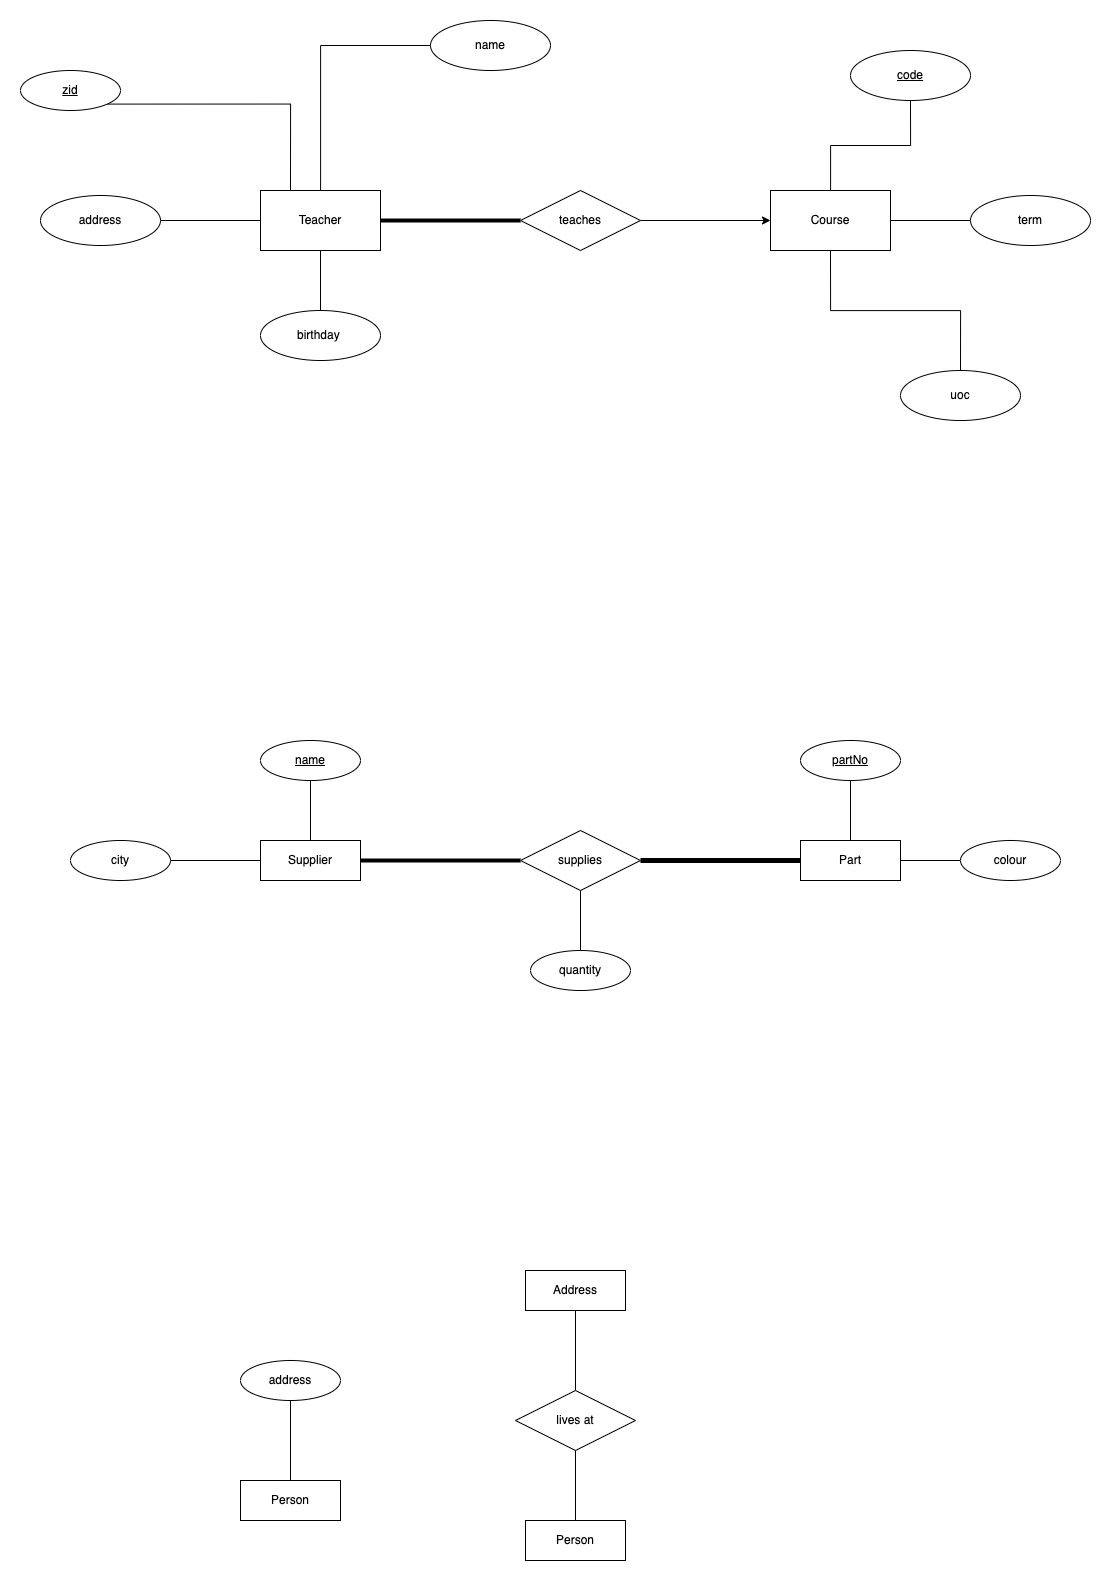 name
zid
code
address
Teacher
teaches
Course
term
birthday
uoc
name
partNo
city
Supplier
supplies
Part
colour
quantity
Address
address
lives at
Person
Person